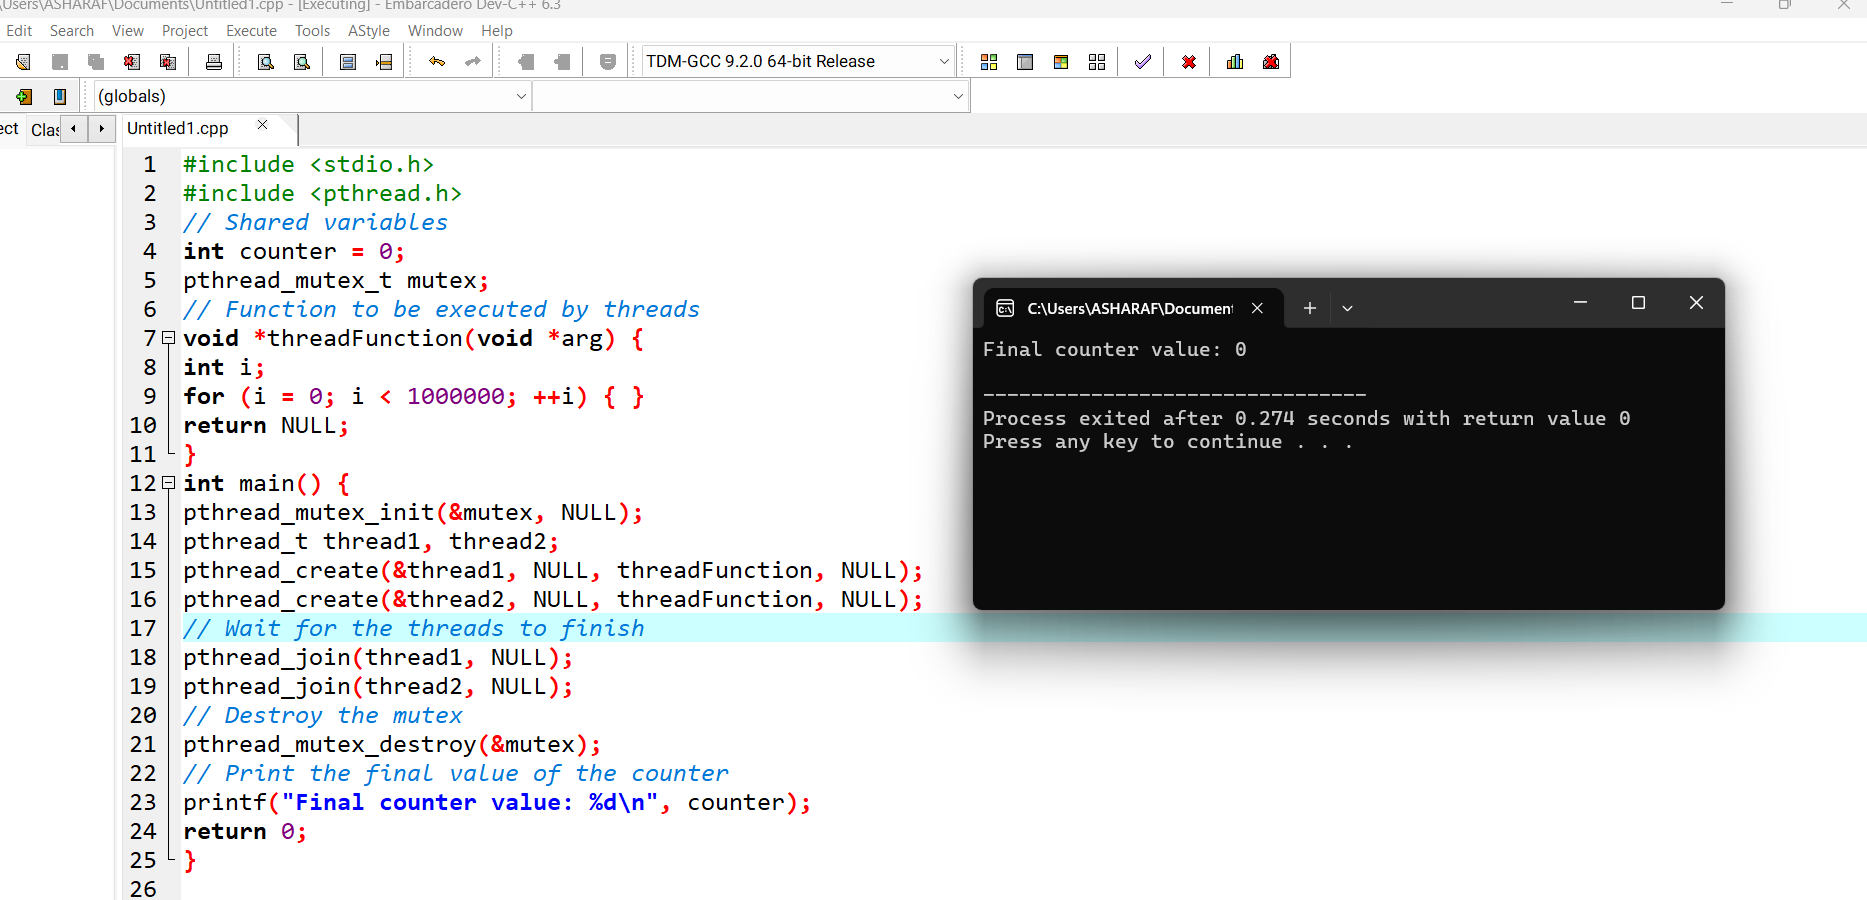 \Users\ASHARAF\Documents\Untitled1.cpp - [Executing] - Embarcadero Dev-C++ 6.3
Edit Search View Project Execute Tools AStyle Window Help
TDM-GCC 9.2.0 64-bit Release
(globals)
ect Clas Untitled1.cpp
1 #include <stdio.h>
2 #include <pthread.h>
3 // Shared variables
4 int counter = 0;
5 pthread_mutex_t mutex;
6 // Function to be executed by threads
7 void *threadFunction(void *arg) {
8 int i;
9 for (i = 0; i < 1000000; ++i) { }
10 return NULL;
11 }
12 int main() {
13 pthread_mutex_init(&mutex, NULL);
14 pthread_t thread1, thread2;
15 pthread_create(&thread1, NULL, threadFunction, NULL);
16 pthread_create(&thread2, NULL, threadFunction, NULL);
17 // Wait for the threads to finish
18 pthread_join(thread1, NULL);
19 pthread_join(thread2, NULL);
20 // Destroy the mutex
21 pthread_mutex_destroy(&mutex);
22 // Print the final value of the counter
23 printf("Final counter value: %d\n", counter);
24 return 0;
25 }
26
C:\Users\ASHARAF\Document
Final counter value: 0
--------------------------------
Process exited after 0.274 seconds with return value 0
Press any key to continue . . .